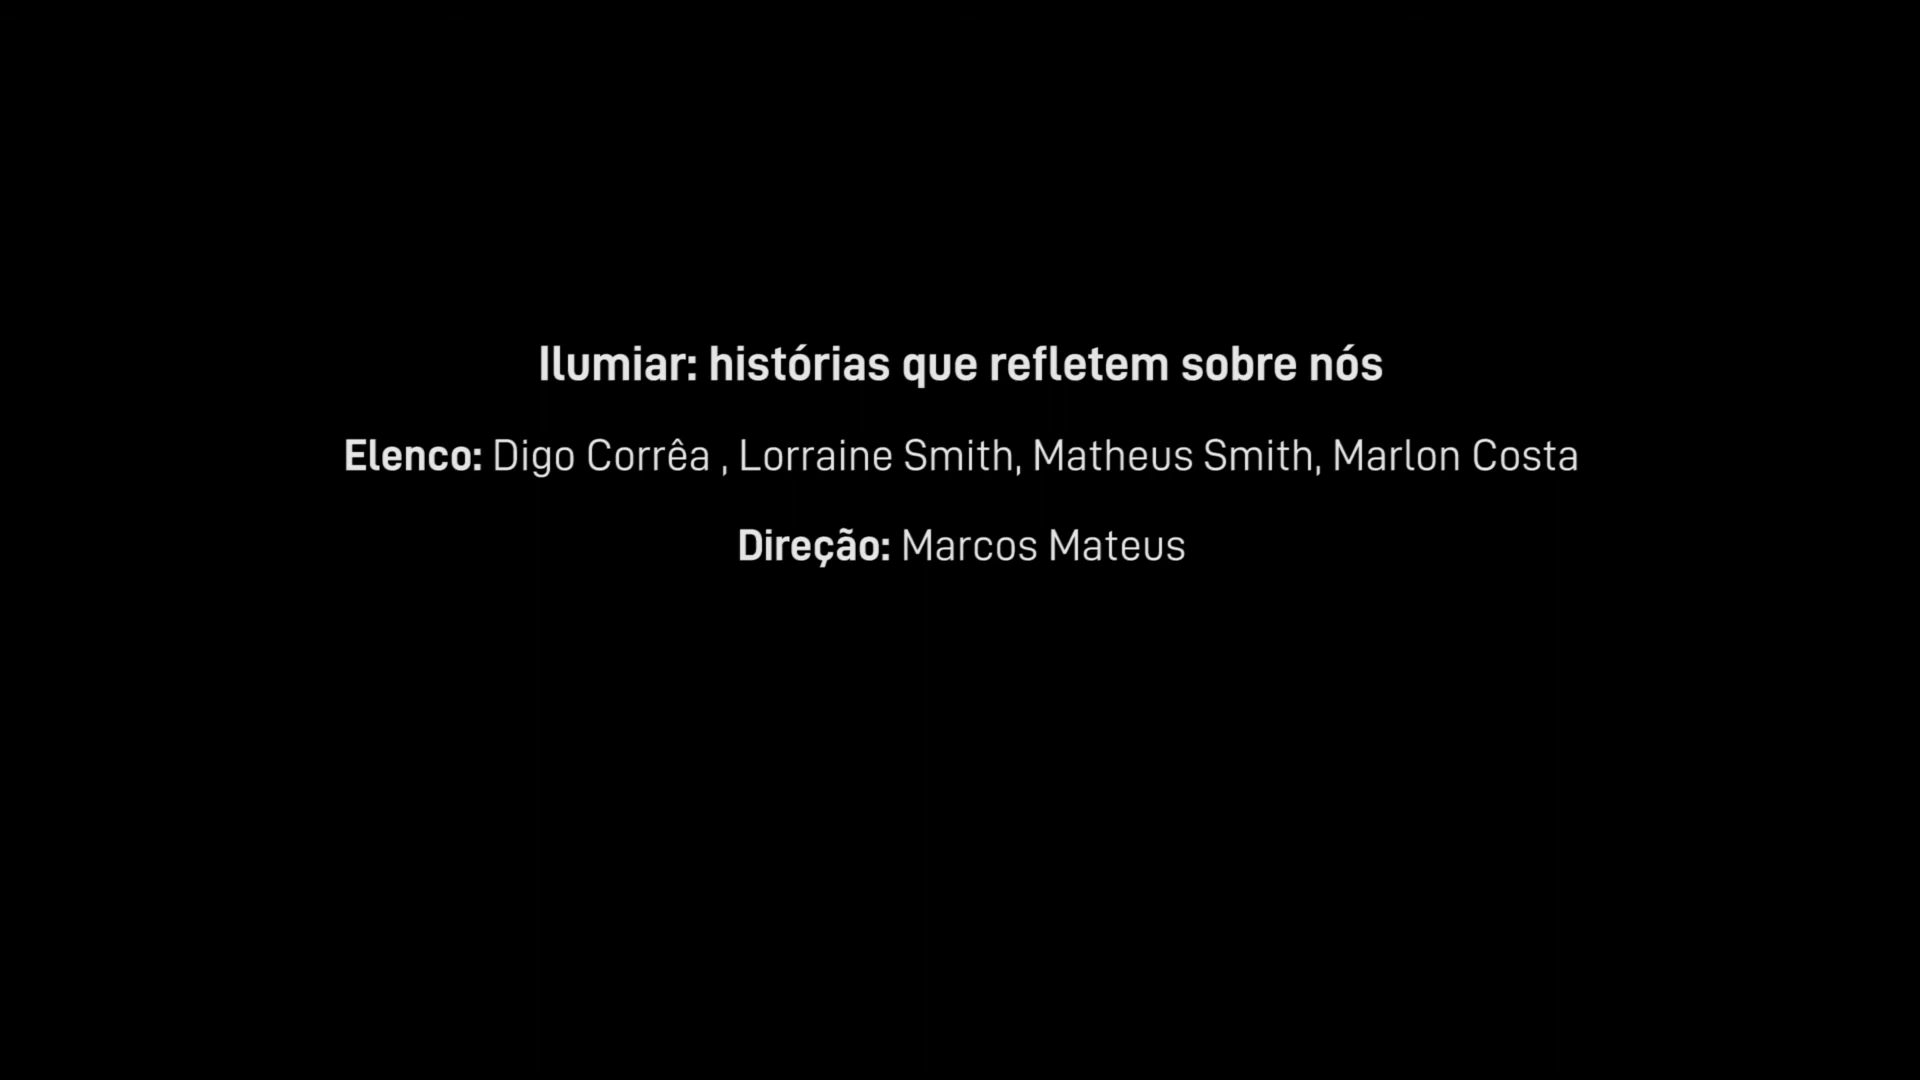 Ilumiar: histórias que refletem sobre nós
Elenco: Digo Corrêa , Lorraine Smith, Matheus Smith, Marlon Costa
Direção: Marcos Mateus